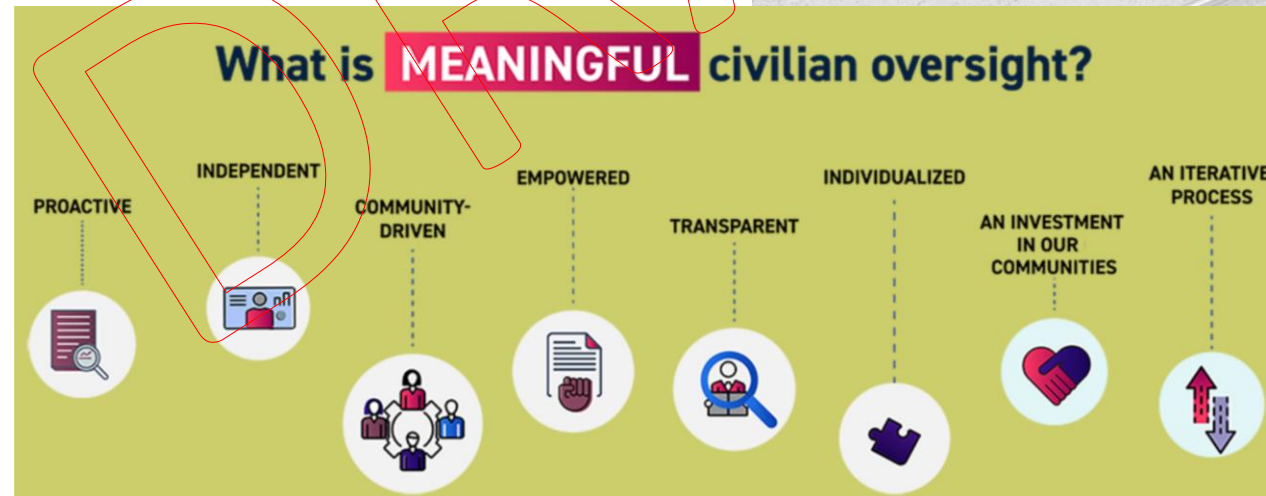 What is MEANINGFUL civilian oversight?
PROACTIVE
INDEPENDENT
COMMUNITY-
DRIVEN
EMPOWERED
TRANSPARENT
INDIVIDUALIZED
AN INVESTMENT
IN OUR
COMMUNITIES
AN ITERATIVE
PROCESS